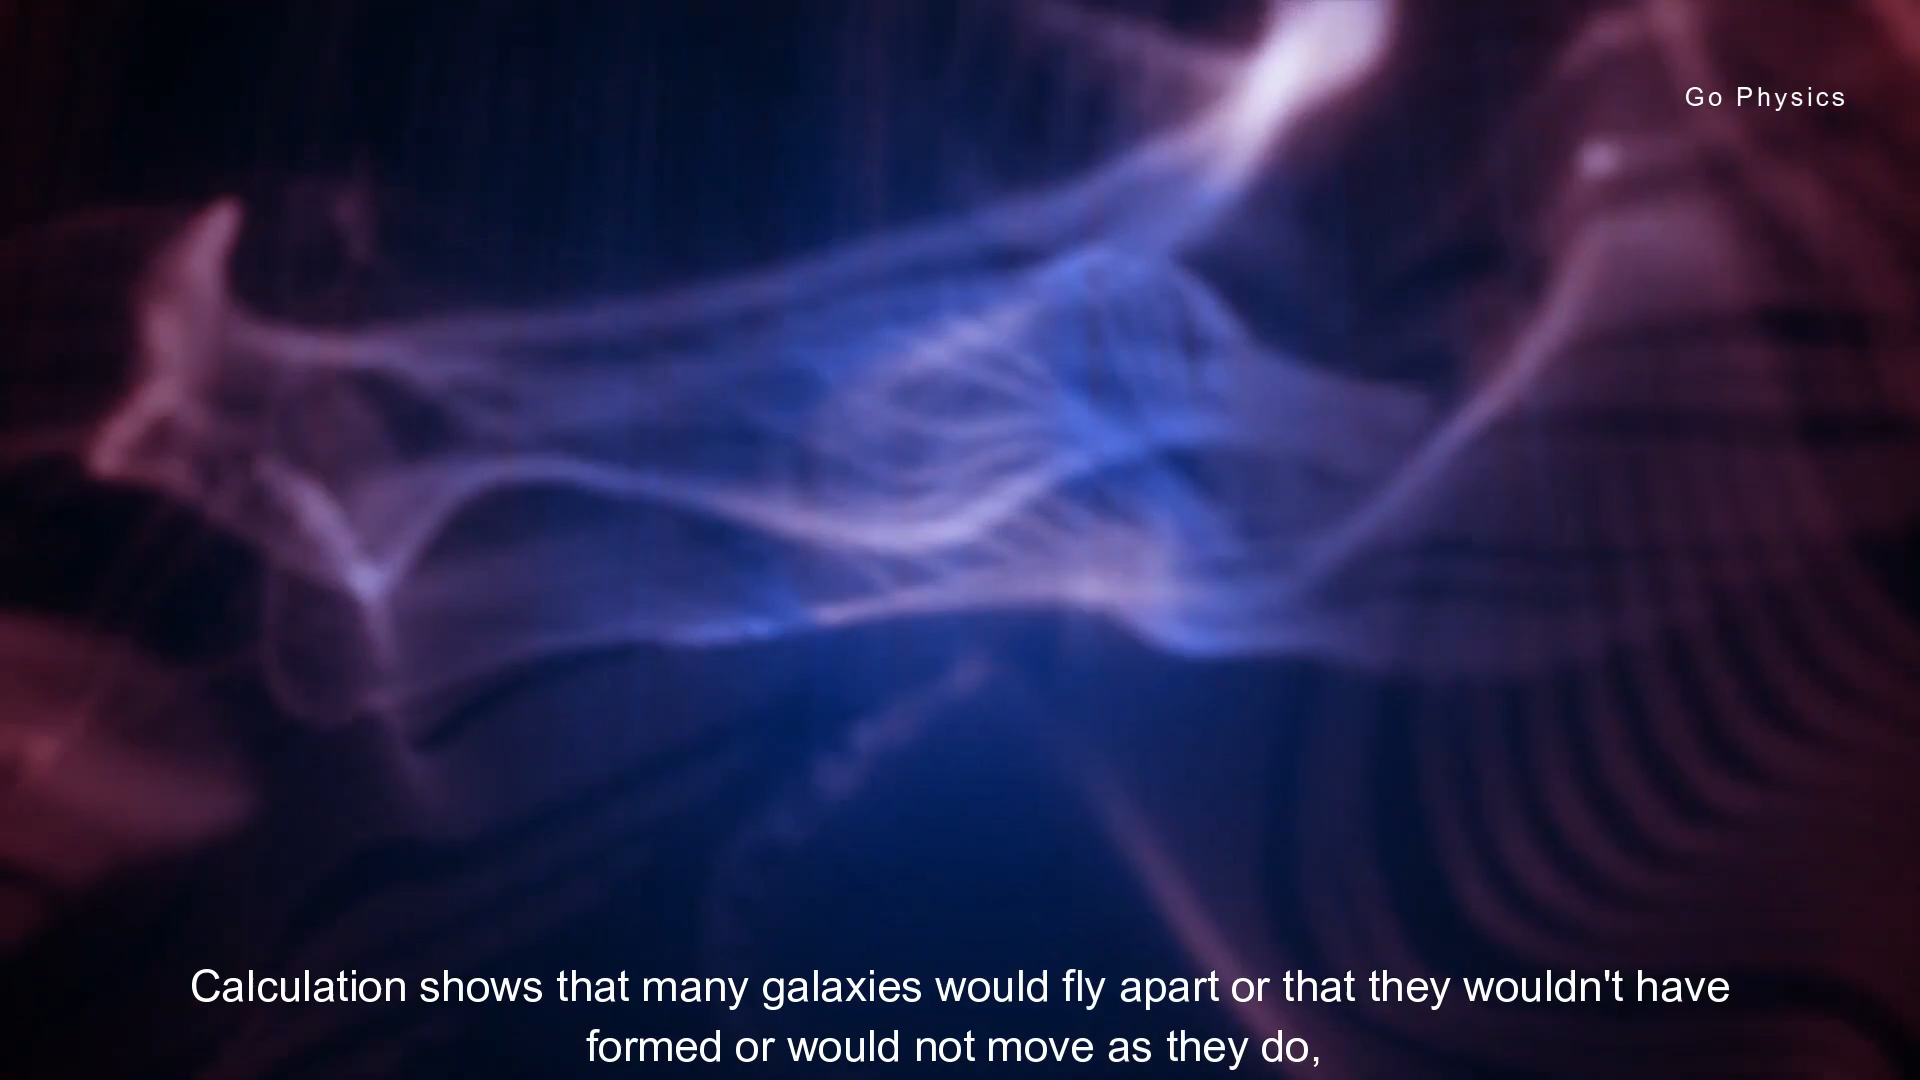 Go Physics
Calculation shows that many galaxies would fly apart or that they wouldn't have
formed or would not move as they do,